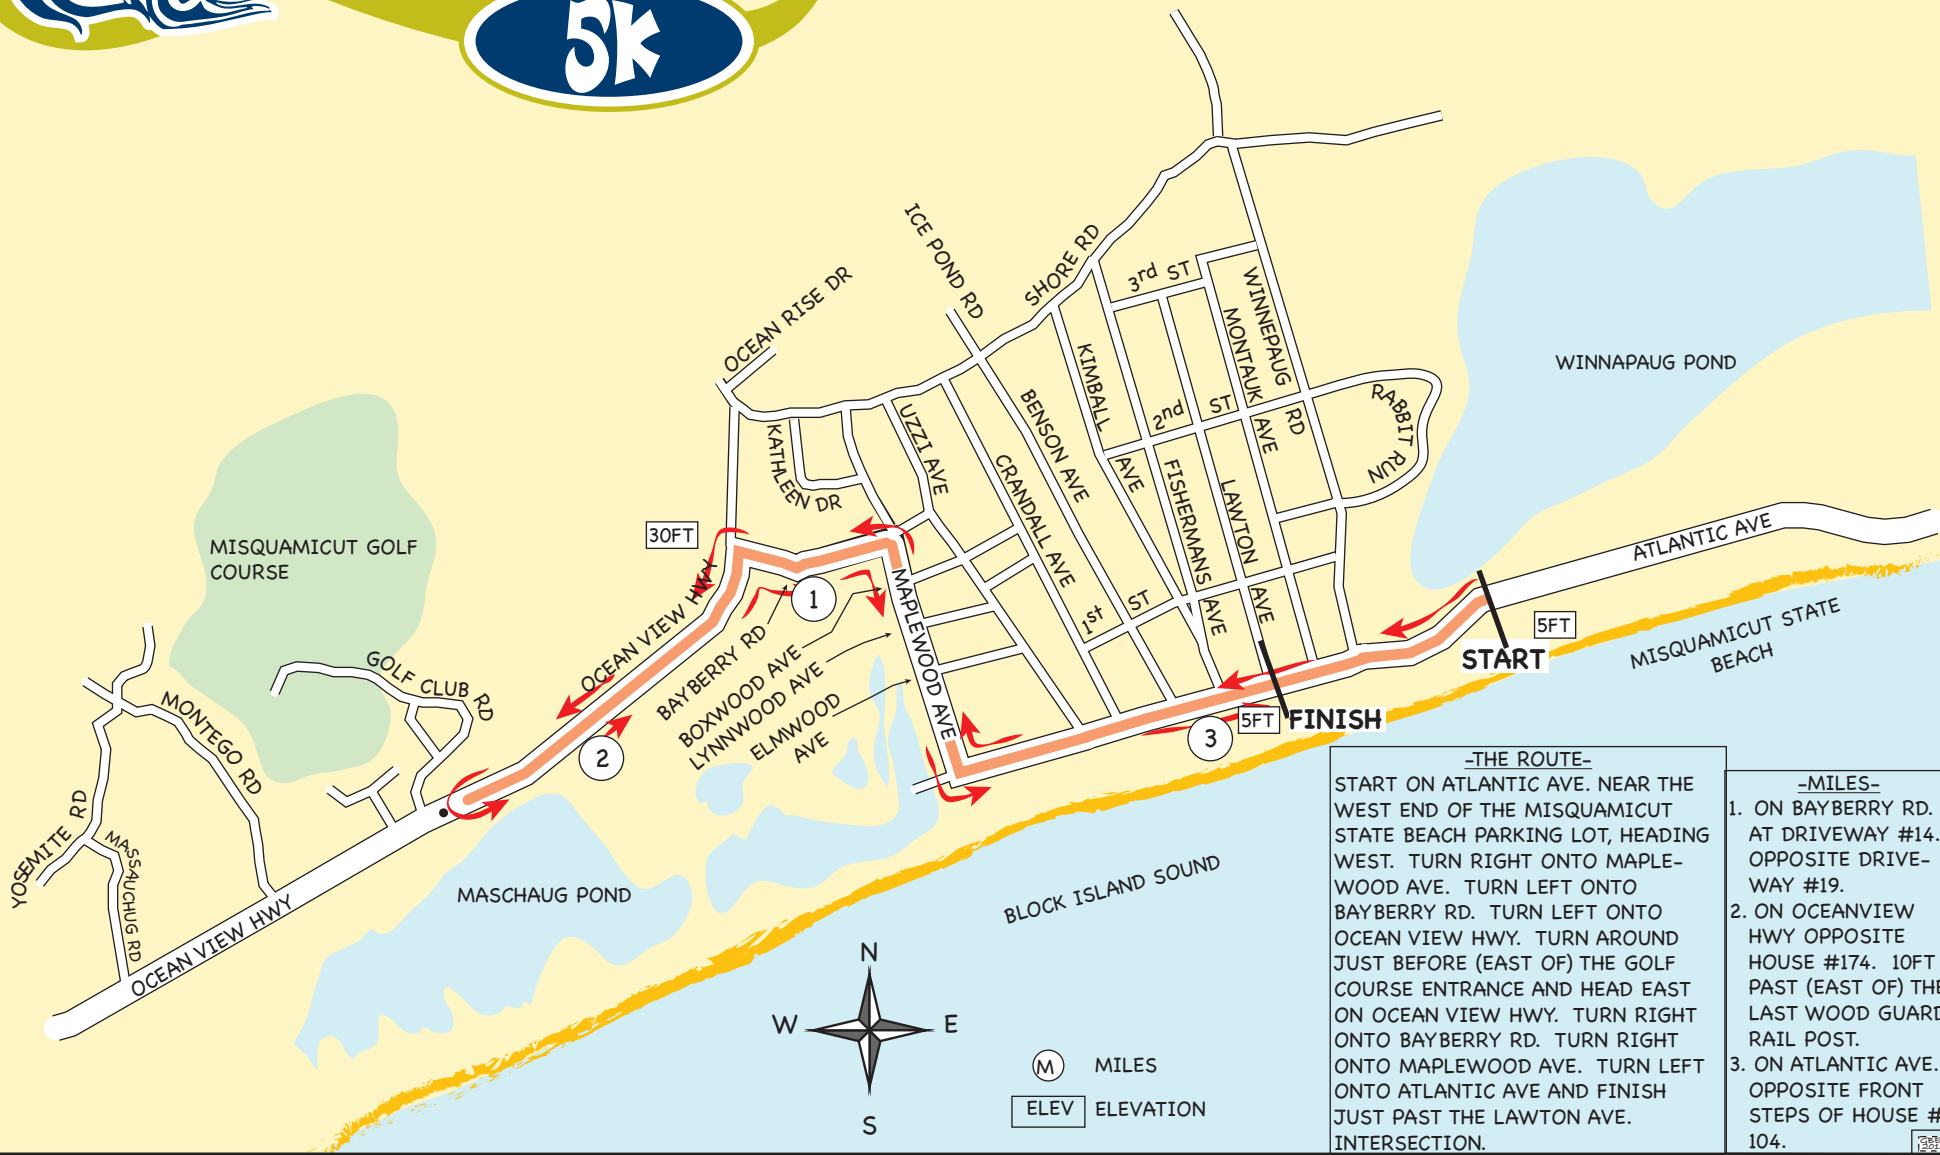 5K
ICE POND RD
SHORE RD
3rd ST
OCEAN RISE DR
WINNEPAUG RD
MONTAUK AVE
KIMBALL AVE
WINNAPAUG POND
RABBIT RUN
2nd ST
UZZI AVE
BENSON AVE
KATHLEEN DR
CRANDALL AVE
FISHERMANS AVE
LAWTON AVE
30FT
MISQUAMICUT GOLF
COURSE
ATLANTIC AVE
OCEAN VIEW HWY
1
MAPLEWOOD AVE
1st ST
5FT
START
MISQUAMICUT STATE
BEACH
BAYBERRY RD
BOXWOOD AVE
LYNNWOOD AVE
ELMWOOD
AVE
GOLF CLUB RD
MONTEGO RD
2
3
5FT
FINISH
YOSEMITE RD
MASSAUCHUG RD
OCEAN VIEW HWY
MASCHAUG POND
BLOCK ISLAND SOUND
N
W
E
S
M MILES
ELEV ELEVATION
-THE ROUTE-
START ON ATLANTIC AVE. NEAR THE
WEST END OF THE MISQUAMICUT
STATE BEACH PARKING LOT, HEADING
WEST. TURN RIGHT ONTO MAPLE-
WOOD AVE. TURN LEFT ONTO
BAYBERRY RD. TURN LEFT ONTO
OCEAN VIEW HWY. TURN AROUND
JUST BEFORE (EAST OF) THE GOLF
COURSE ENTRANCE AND HEAD EAST
ON OCEAN VIEW HWY. TURN RIGHT
ONTO BAYBERRY RD. TURN RIGHT
ONTO MAPLEWOOD AVE. TURN LEFT
ONTO ATLANTIC AVE AND FINISH
JUST PAST THE LAWTON AVE.
INTERSECTION.
-MILES-
1. ON BAYBERRY RD.
AT DRIVEWAY #14.
OPPOSITE DRIVE-
WAY #19.
2. ON OCEANVIEW
HWY OPPOSITE
HOUSE #174. 10FT
PAST (EAST OF) THE
LAST WOOD GUARD
RAIL POST.
3. ON ATLANTIC AVE.
OPPOSITE FRONT
STEPS OF HOUSE #
104.